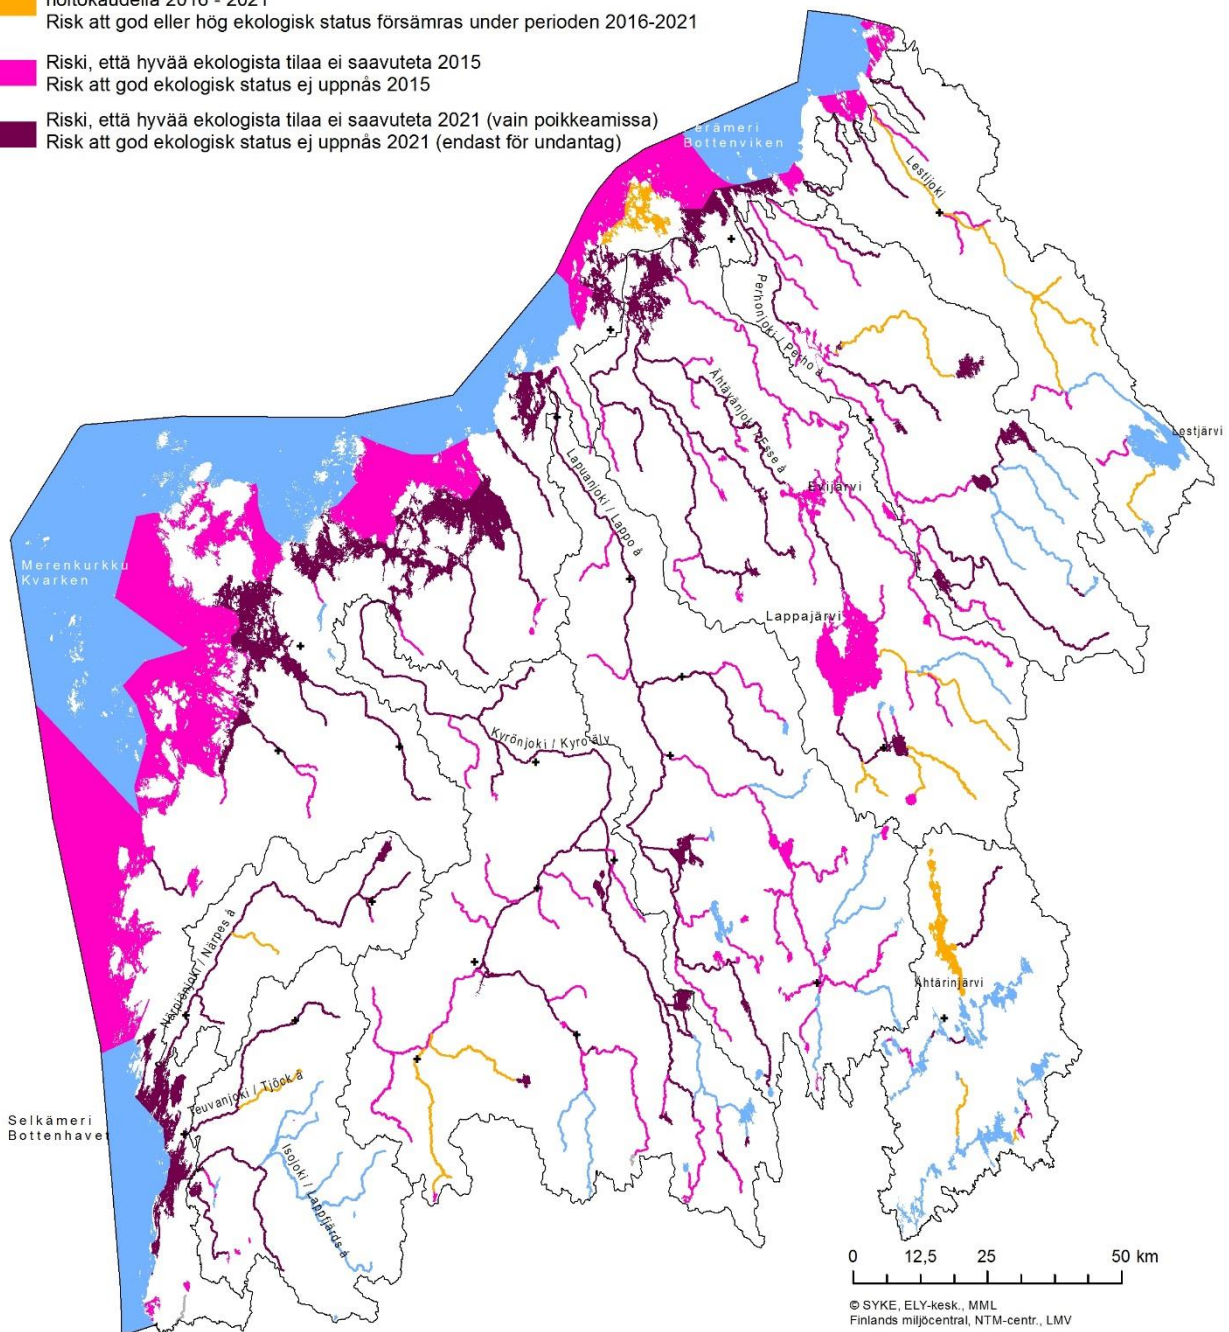 hoitokaudella 2016 - 2021
Risk att god eller hög ekologisk status försämras under perioden 2016-2021
Riski, että hyvää ekologista tilaa ei saavuteta 2015
Risk att god ekologisk status ej uppnås 2015
Riski, että hyvää ekologista tilaa ei saavuteta 2021 (vain poikkeamissa)
Risk att god ekologisk status ej uppnås 2021 (endast för undantag)
Perämeri
Bottenviken
Lestijoki
Perhonjoki / Perho å
Ähtävänjoki / Esse å
Lestjärvi
Lapuanjoki / Lappo å
Evijärvi
Merenkurkku
Kvarken
Lappajärvi
Kyrönjoki / Kyro älv
Närpiönjoki / Närpes å
Ähtärinjärvi
Teuvanjoki / Tjöck å
Selkämeri
Bottenhavet
Isojoki / Lappfjärds å
0 12,5 25 50 km
© SYKE, ELY-kesk., MML
Finlands miljöcentral, NTM-centr., LMV